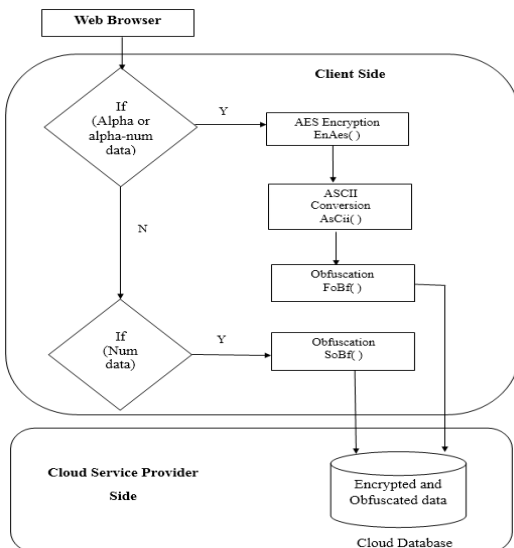 Web Browser
Client Side
If
(Alpha or
alpha-num
data)
Y
AES Encryption
EnAes( )
ASCII
Conversion
AsCii( )
N
Obfuscation
FoBf( )
If
(Num
data)
Y
Obfuscation
SoBf( )
Cloud Service Provider
Side
Encrypted and
Obfuscated data
Cloud Database